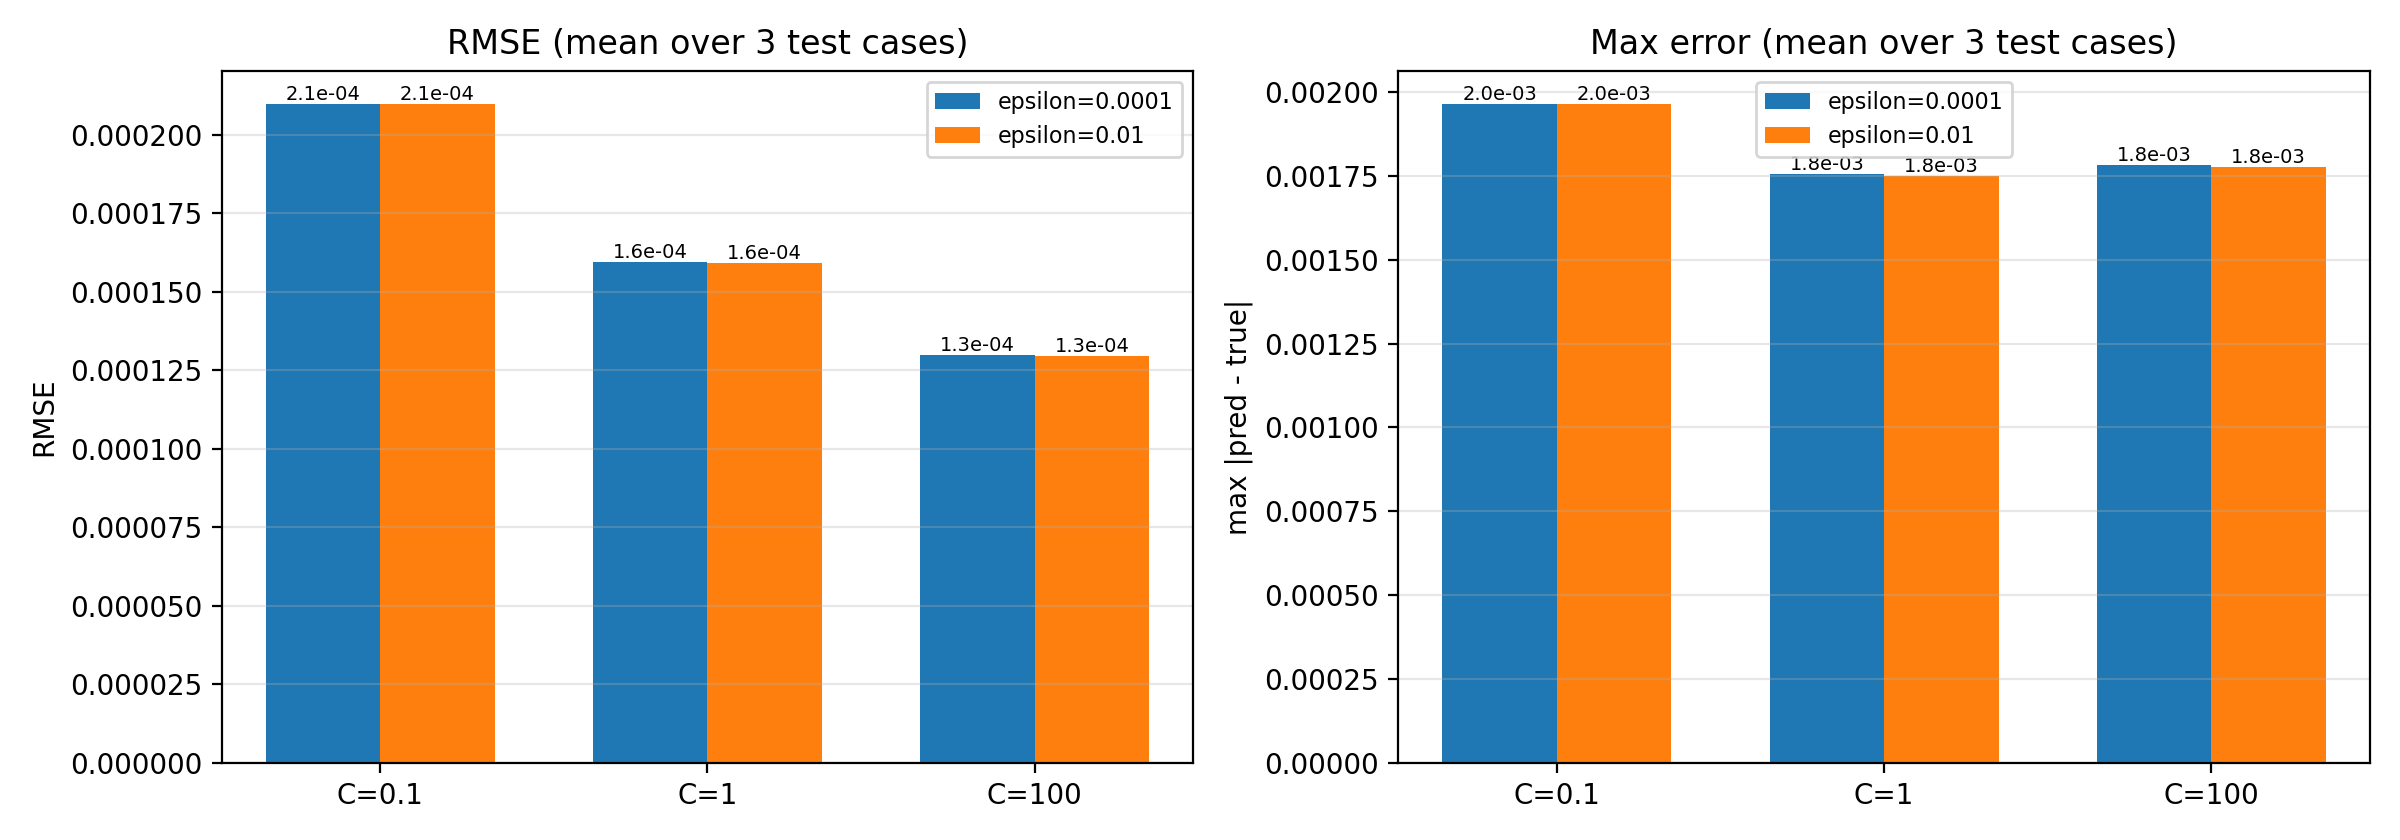 RMSE (mean over 3 test cases)
RMSE
0.000200
0.000175
0.000150
0.000125
0.000100
0.000075
0.000050
0.000025
0.000000
2.1e-04 2.1e-04
1.6e-04 1.6e-04
1.3e-04 1.3e-04
epsilon=0.0001
epsilon=0.01
C=0.1 C=1 C=100
Max error (mean over 3 test cases)
max |pred - true|
0.00200
0.00175
0.00150
0.00125
0.00100
0.00075
0.00050
0.00025
0.00000
2.0e-03 2.0e-03
epsilon=0.0001
epsilon=0.01
1.8e-03 1.8e-03
1.8e-03 1.8e-03
C=0.1 C=1 C=100